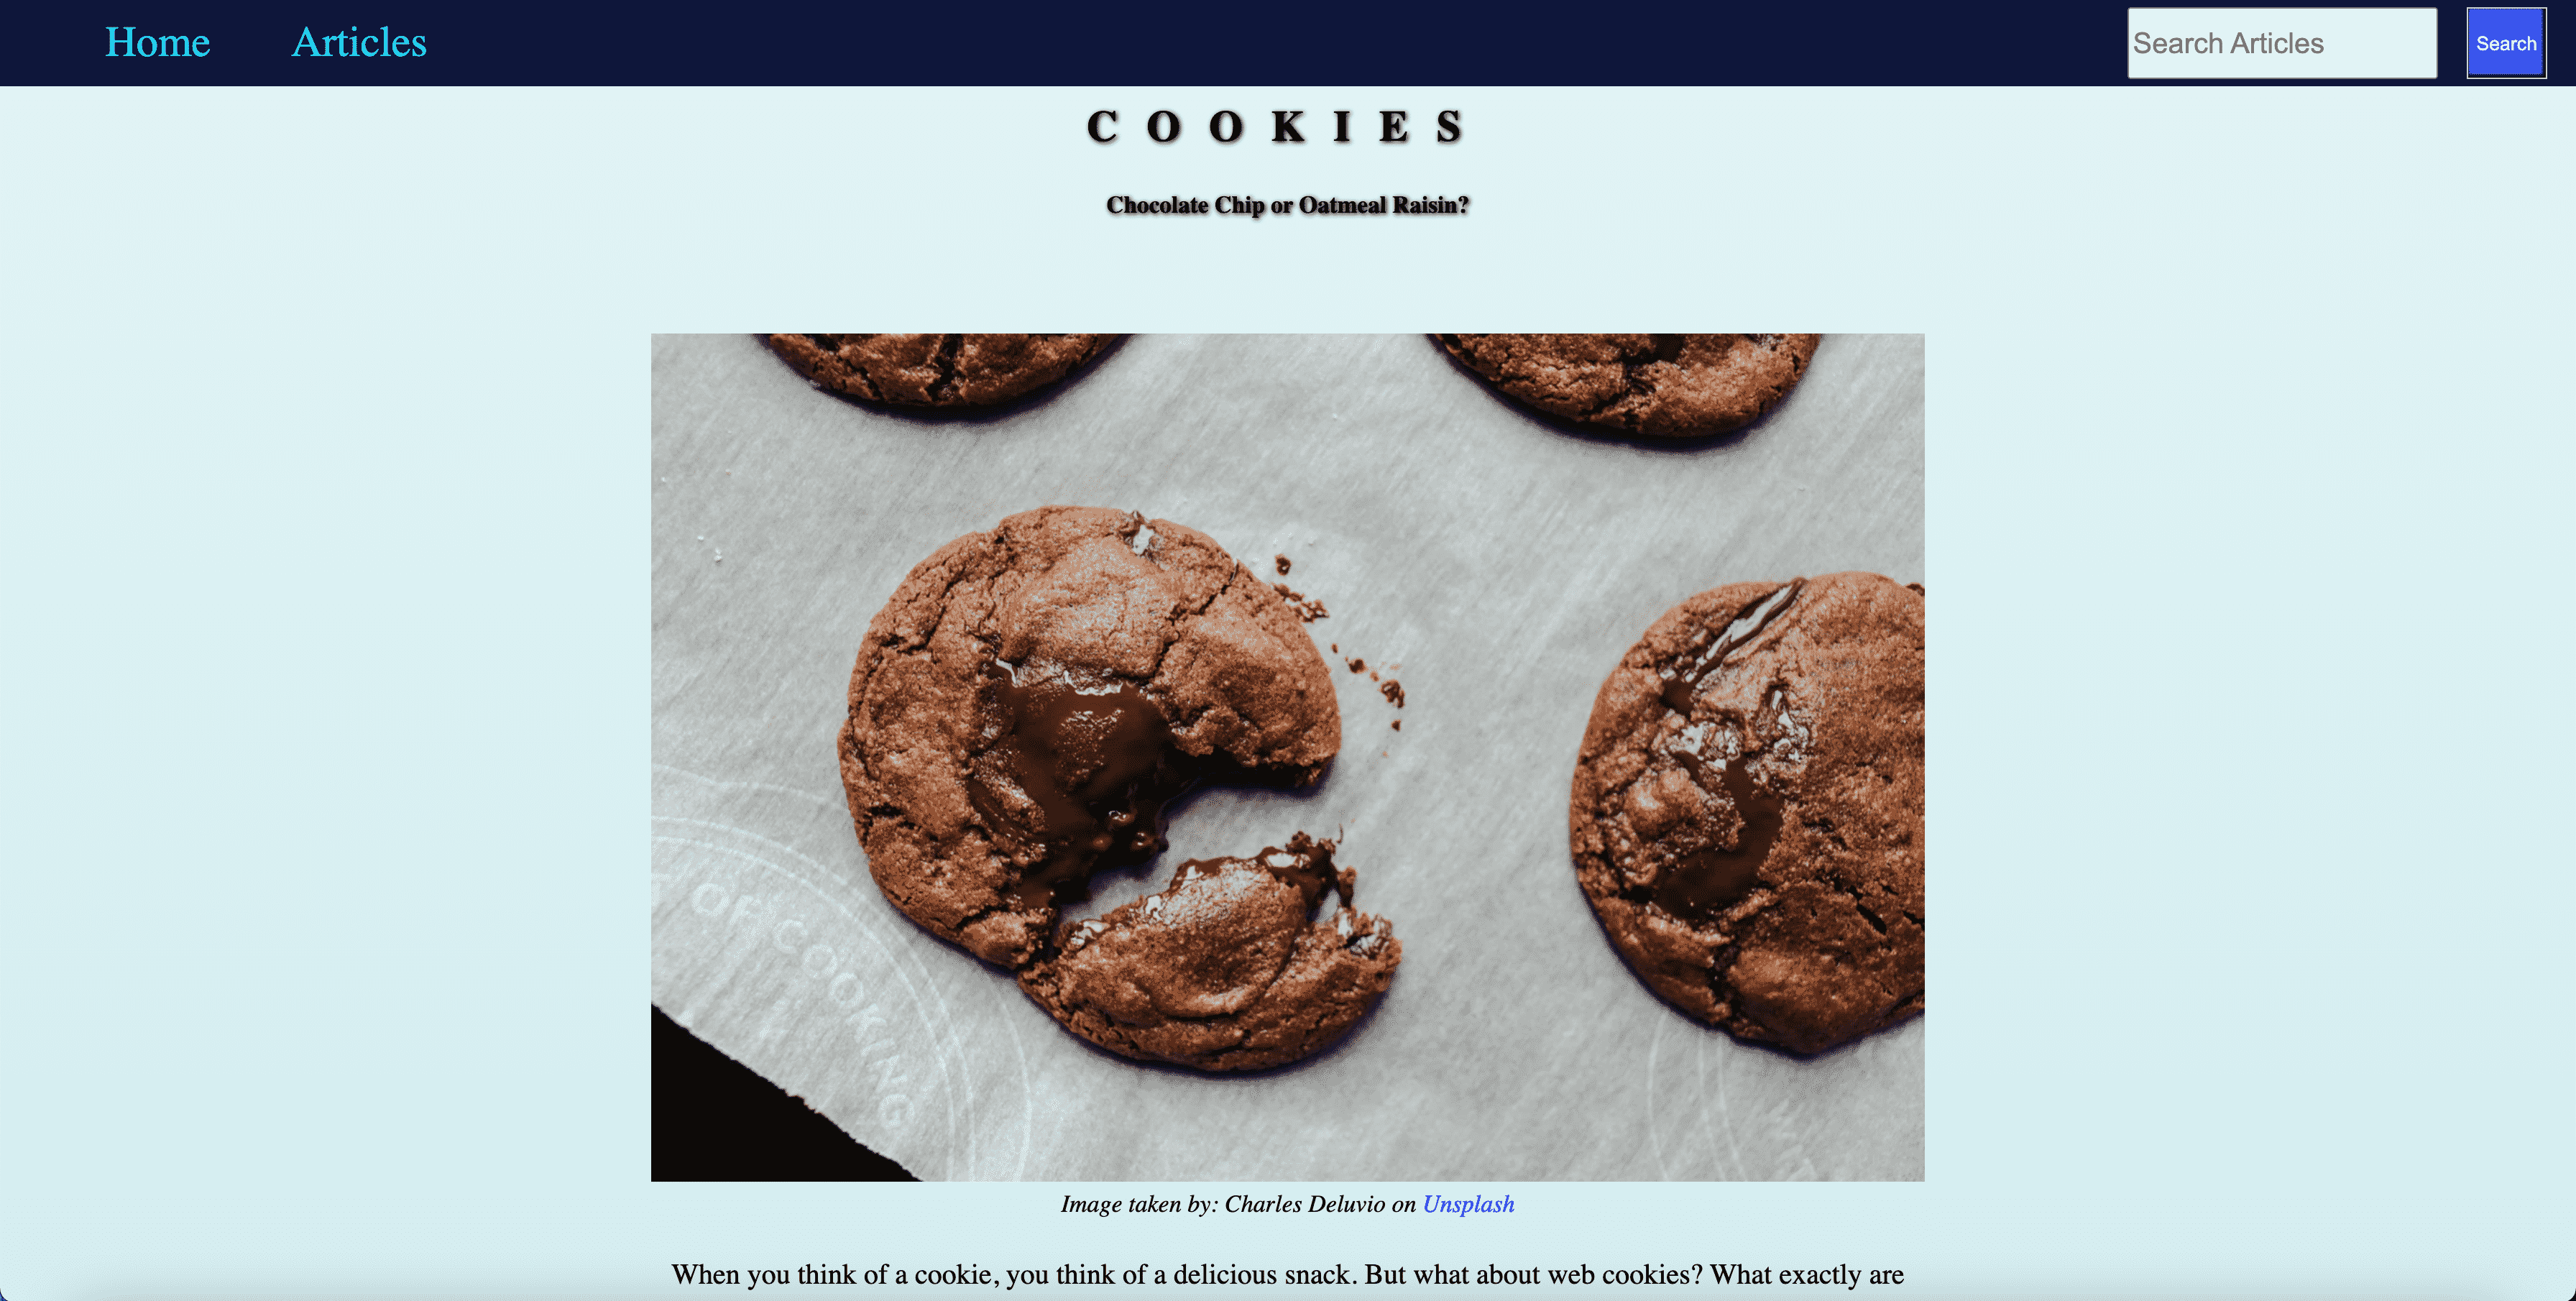 Home Articles Search Articles Search
C O O K I E S
Chocolate Chip or Oatmeal Raisin?
OF COOKING
Image taken by: Charles Deluvio on Unsplash
When you think of a cookie, you think of a delicious snack. But what about web cookies? What exactly are